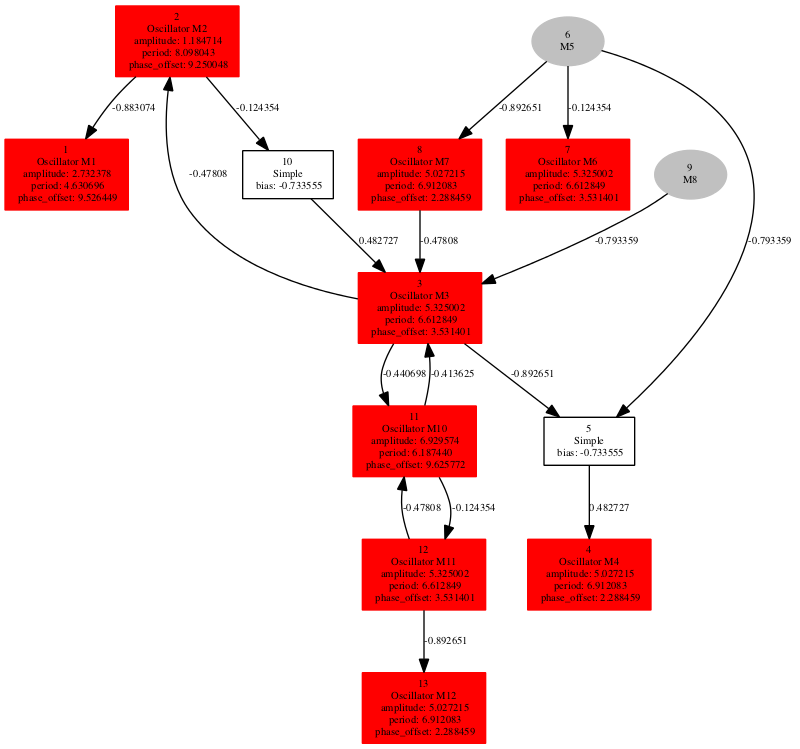 2
Oscillator M2
amplitude: 1.184714
period: 8.098043
phase_offset: 9.250048
6
M5
-0.883074
-0.124354
-0.892651
-0.124354
1
Oscillator M1
amplitude: 2.732378
period: 4.630696
phase_offset: 9.526449
10
Simple
bias: -0.733555
-0.47808
8
Oscillator M7
amplitude: 5.027215
period: 6.912083
phase_offset: 2.288459
7
Oscillator M6
amplitude: 5.325002
period: 6.612849
phase_offset: 3.531401
9
M8
0.482727
-0.47808
-0.793359
-0.793359
3
Oscillator M3
amplitude: 5.325002
period: 6.612849
phase_offset: 3.531401
-0.440698
-0.413625
-0.892651
11
Oscillator M10
amplitude: 6.929574
period: 6.187440
phase_offset: 9.625772
5
Simple
bias: -0.733555
-0.47808
-0.124354
0.482727
12
Oscillator M11
amplitude: 5.325002
period: 6.612849
phase_offset: 3.531401
4
Oscillator M4
amplitude: 5.027215
period: 6.912083
phase_offset: 2.288459
-0.892651
13
Oscillator M12
amplitude: 5.027215
period: 6.912083
phase_offset: 2.288459